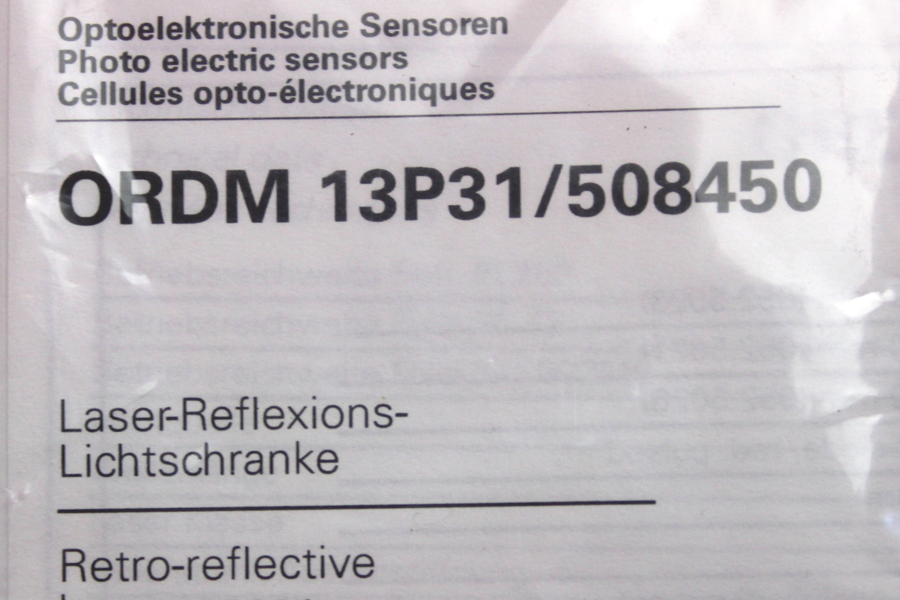 Optoelektronische Sensoren
Photo electric sensors
Cellules opto-électroniques
ORDM 13P31/508450
Laser-Reflexions-
Lichtschranke
Retro-reflective